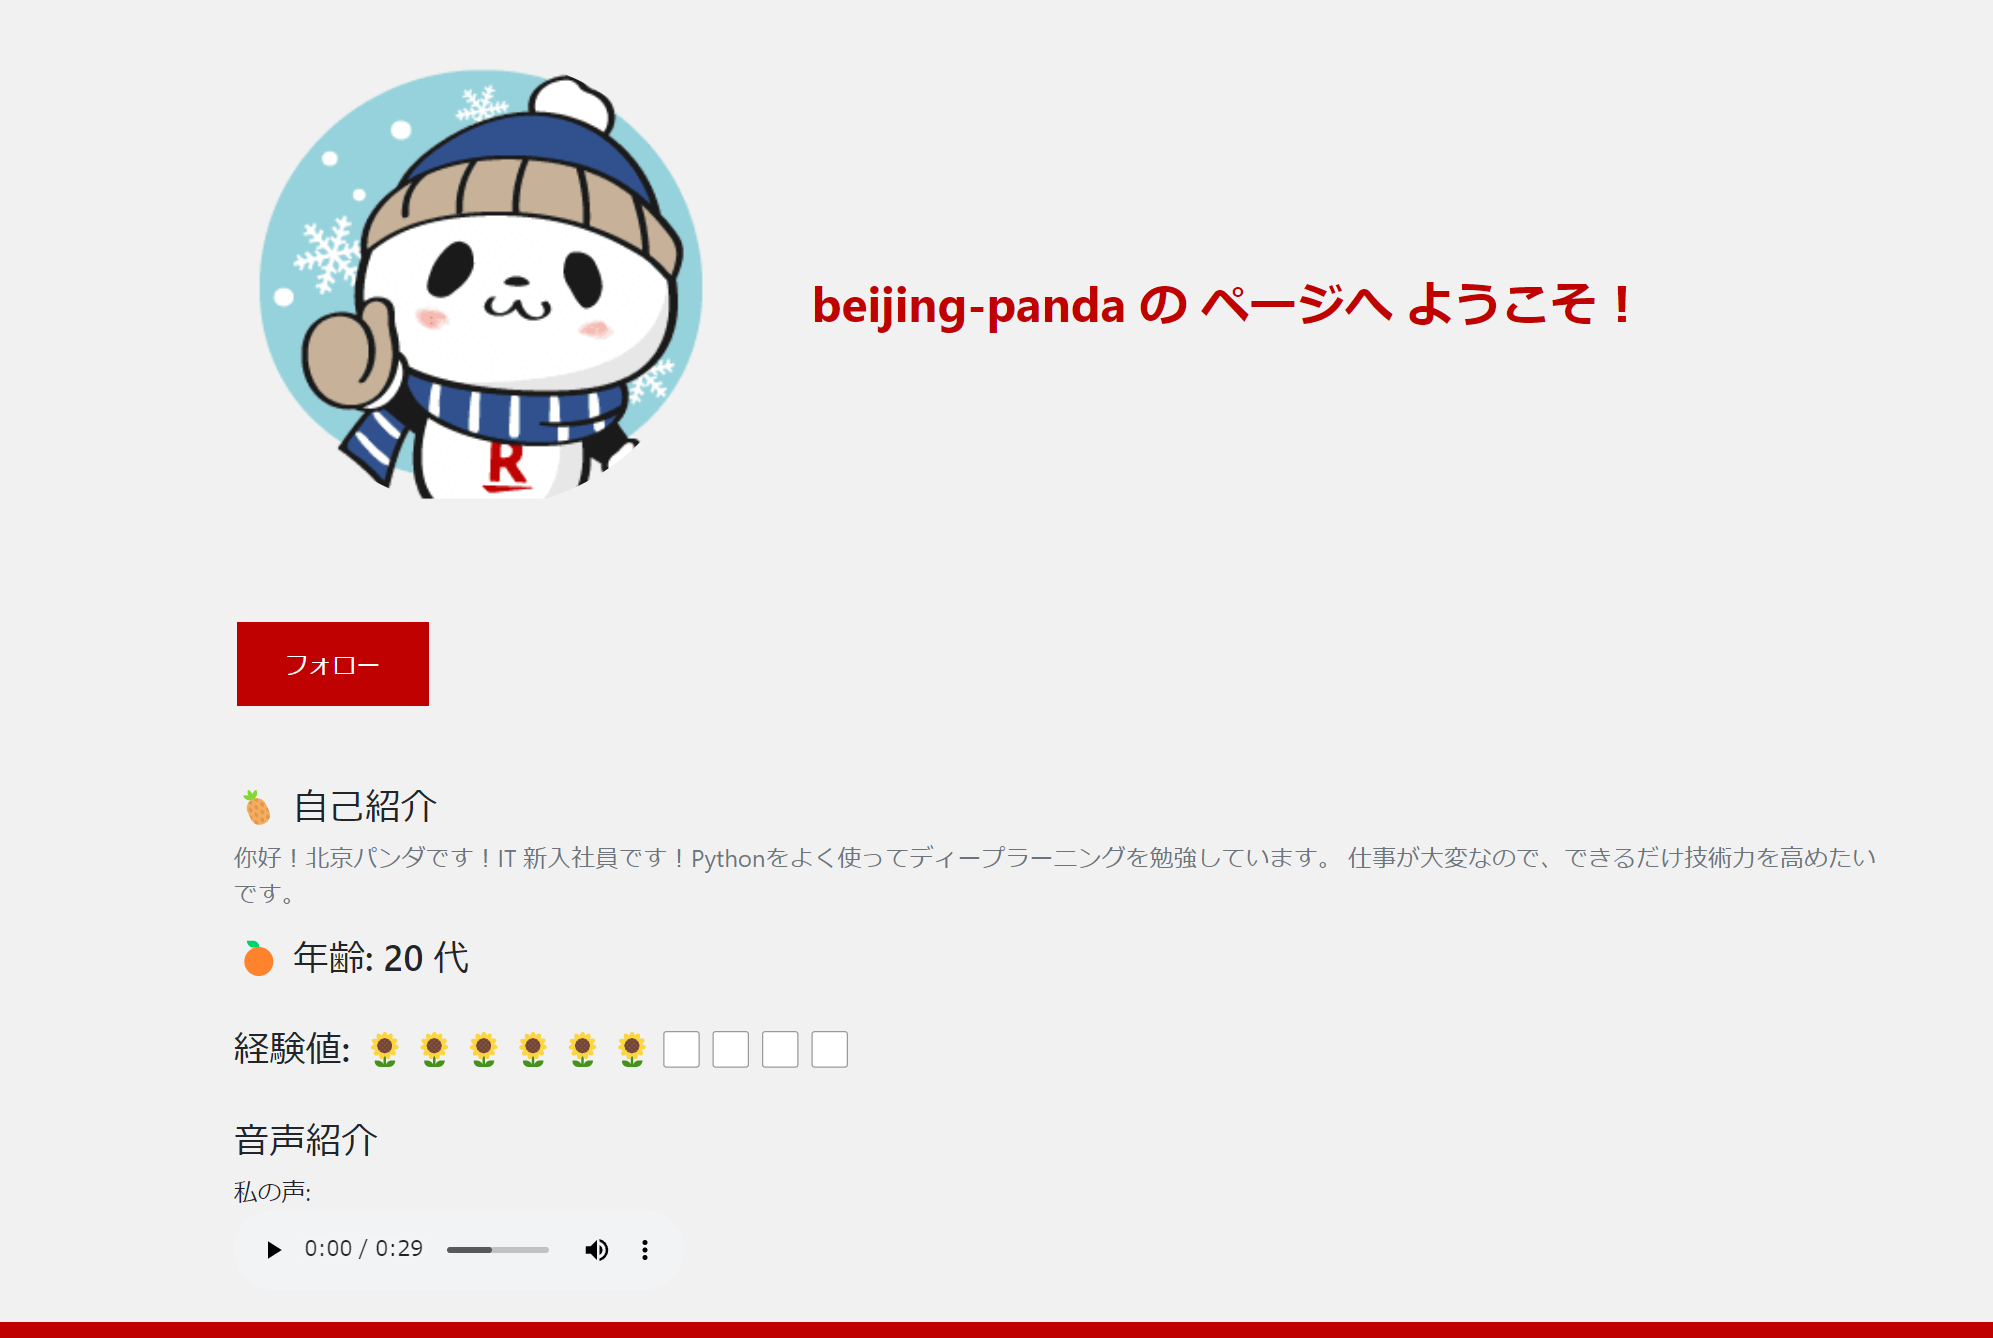 R
beijing-panda の ページへ ようこそ！
フォロー
自己紹介
你好！北京パンダです！IT 新入社員です！Pythonをよく使ってディープラーニングを勉強しています。 仕事が大変なので、できるだけ技術力を高めたい
です。
年齢: 20 代
経験値:
音声紹介
私の声:
0:00 / 0:29